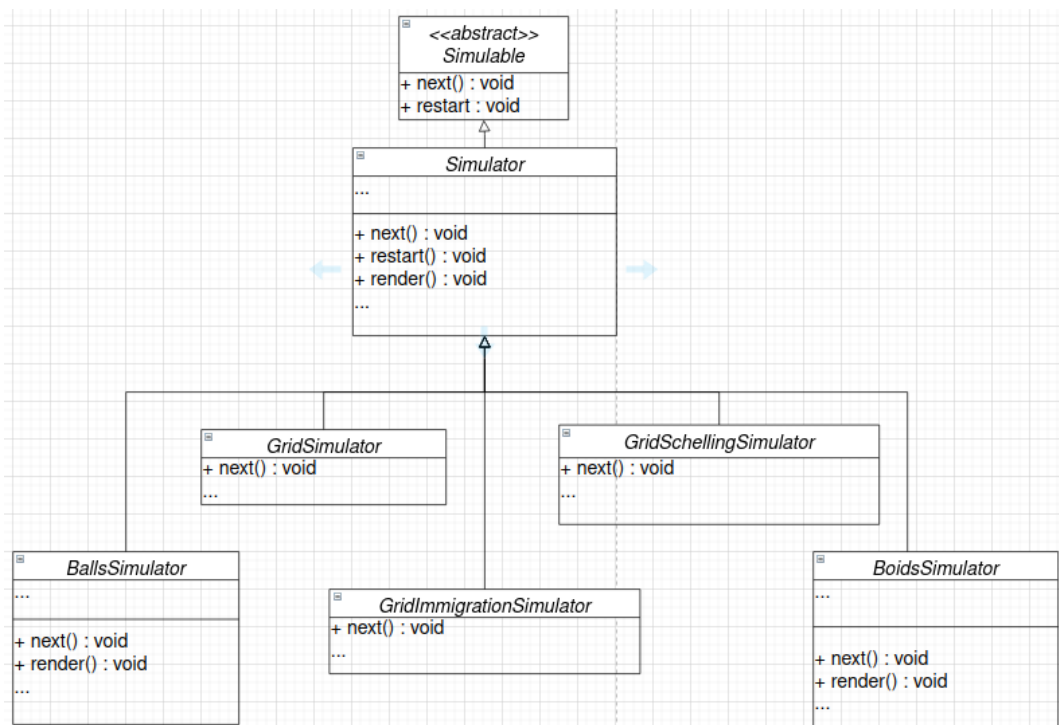 <<abstract>>
Simulable
+ next() : void
+ restart : void
Simulator
...
+ next() : void
+ restart() : void
+ render() : void
...
GridSimulator
+ next() : void
...
GridSchellingSimulator
+ next() : void
...
BallsSimulator
...
+ next() : void
+ render() : void
...
GridImmigrationSimulator
+ next() : void
...
BoidsSimulator
...
+ next() : void
+ render() : void
...